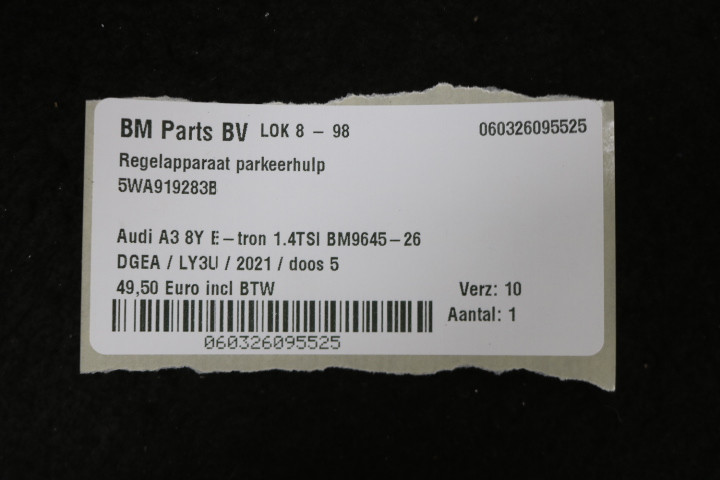 BM Parts BV LOK 8 - 98 060326095525
Regelapparaat parkeerhulp
5WA919283B
Audi A3 8Y E-tron 1.4TSI BM9645-26
DGEA / LY3U / 2021 / doos 5
49,50 Euro incl BTW Verz: 10
Aantal: 1
060326095525